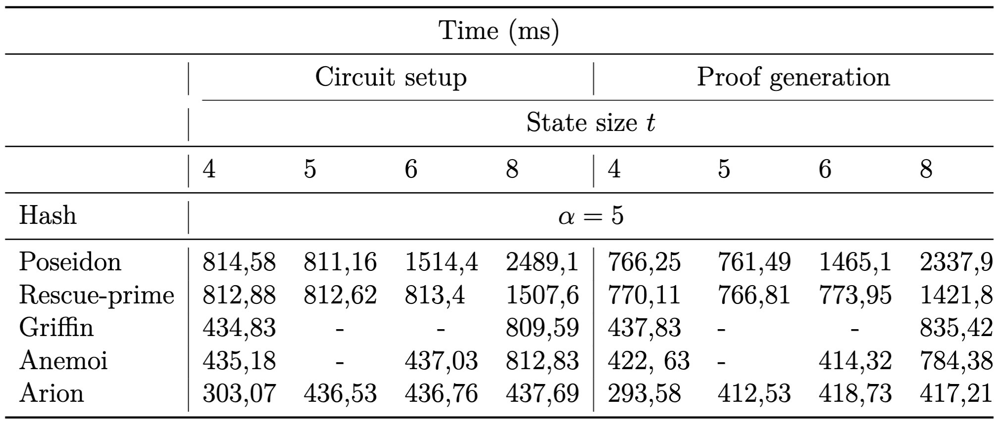 Time (ms)
Circuit setup Proof generation
State size t
4 5 6 8 4 5 6 8
Hash α = 5
Poseidon 814,58 811,16 1514,4 2489,1 766,25 761,49 1465,1 2337,9
Rescue-prime 812,88 812,62 813,4 1507,6 770,11 766,81 773,95 1421,8
Griffin 434,83 - - 809,59 437,83 - - 835,42
Anemoi 435,18 - 437,03 812,83 422, 63 - 414,32 784,38
Arion 303,07 436,53 436,76 437,69 293,58 412,53 418,73 417,21